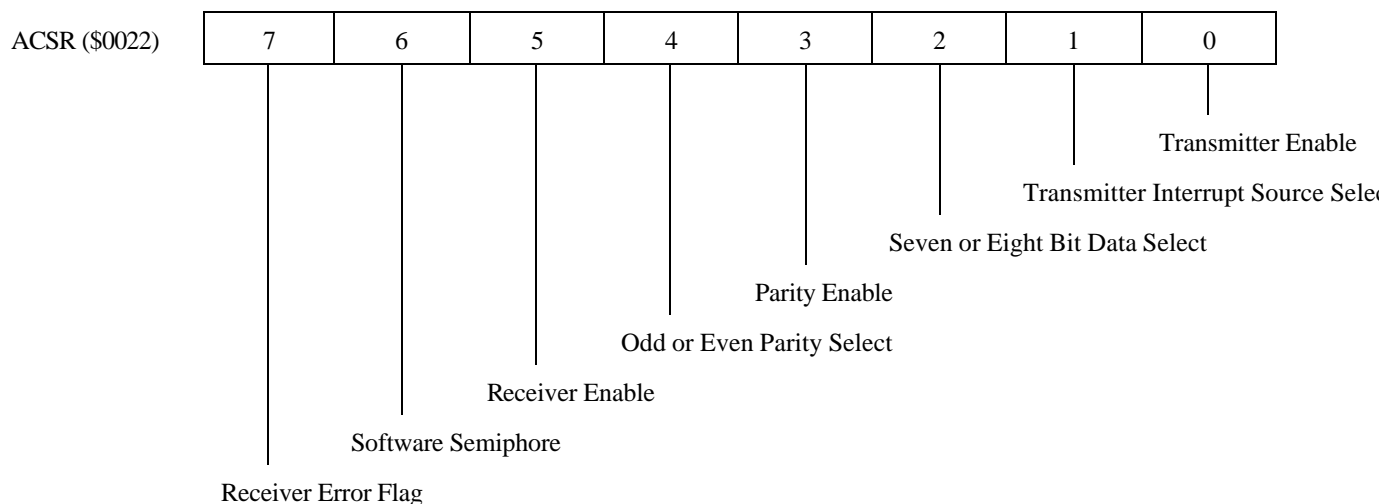 ACSR ($0022) 7 6 5 4 3 2 1 0
Transmitter Enable
Transmitter Interrupt Source Selec
Seven or Eight Bit Data Select
Parity Enable
Odd or Even Parity Select
Receiver Enable
Software Semiphore
Receiver Error Flag